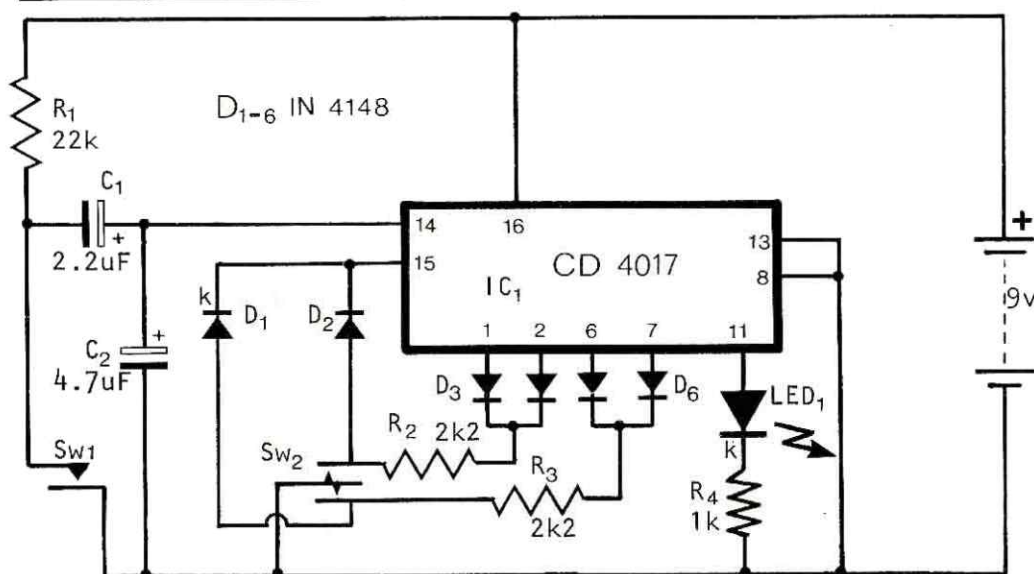 R1
22k
D1-6 IN 4148
C1
+
2.2uF
14
16
13
15
CD 4017
8
IC1
+
9v
k
D1
D2
1
2
6
7
11
C2
+
4.7uF
D3
D6
LED1
R2
2k2
k
Sw1
Sw2
R3
R4
2k2
1k